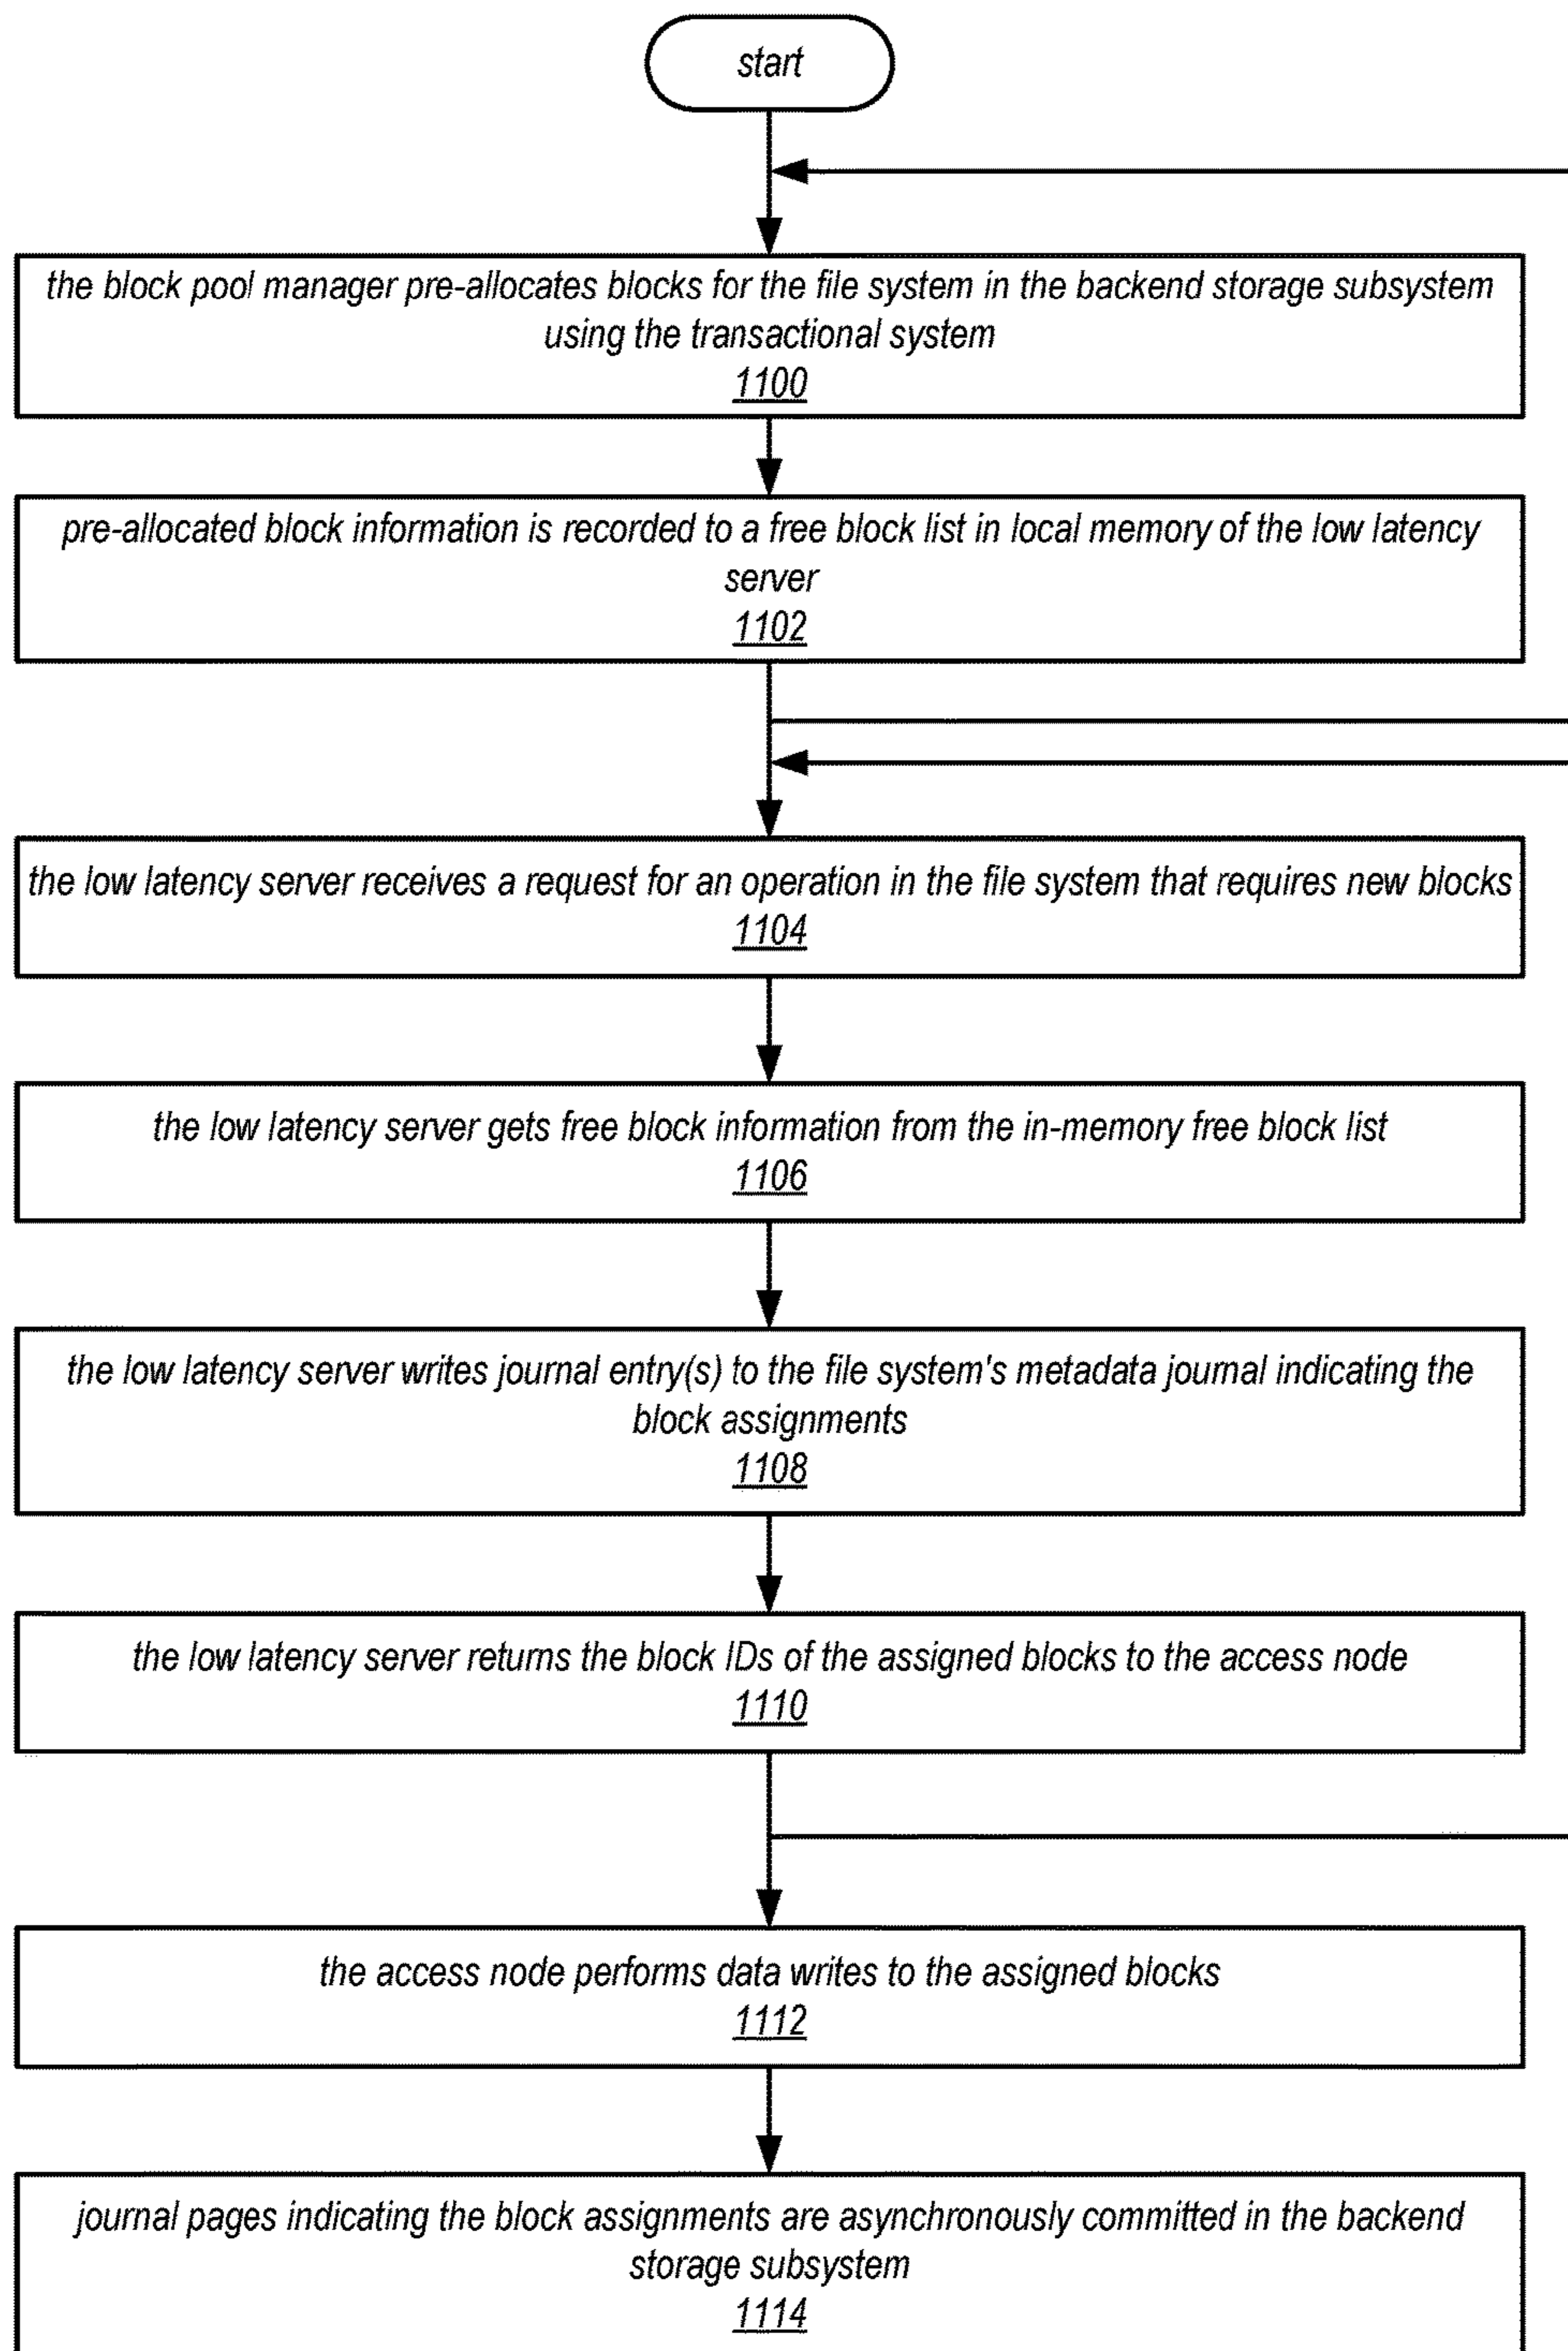 start
the block pool manager pre-allocates blocks for the file system in the backend storage subsystem
using the transactional system
1100
pre-allocated block information is recorded to a free block list in local memory of the low latency
server
1102
the low latency server receives a request for an operation in the file system that requires new blocks
1104
the low latency server gets free block information from the in-memory free block list
1106
the low latency server writes journal entry(s) to the file system's metadata journal indicating the
block assignments
1108
the low latency server returns the block IDs of the assigned blocks to the access node
1110
the access node performs data writes to the assigned blocks
1112
journal pages indicating the block assignments are asynchronously committed in the backend
storage subsystem
1114